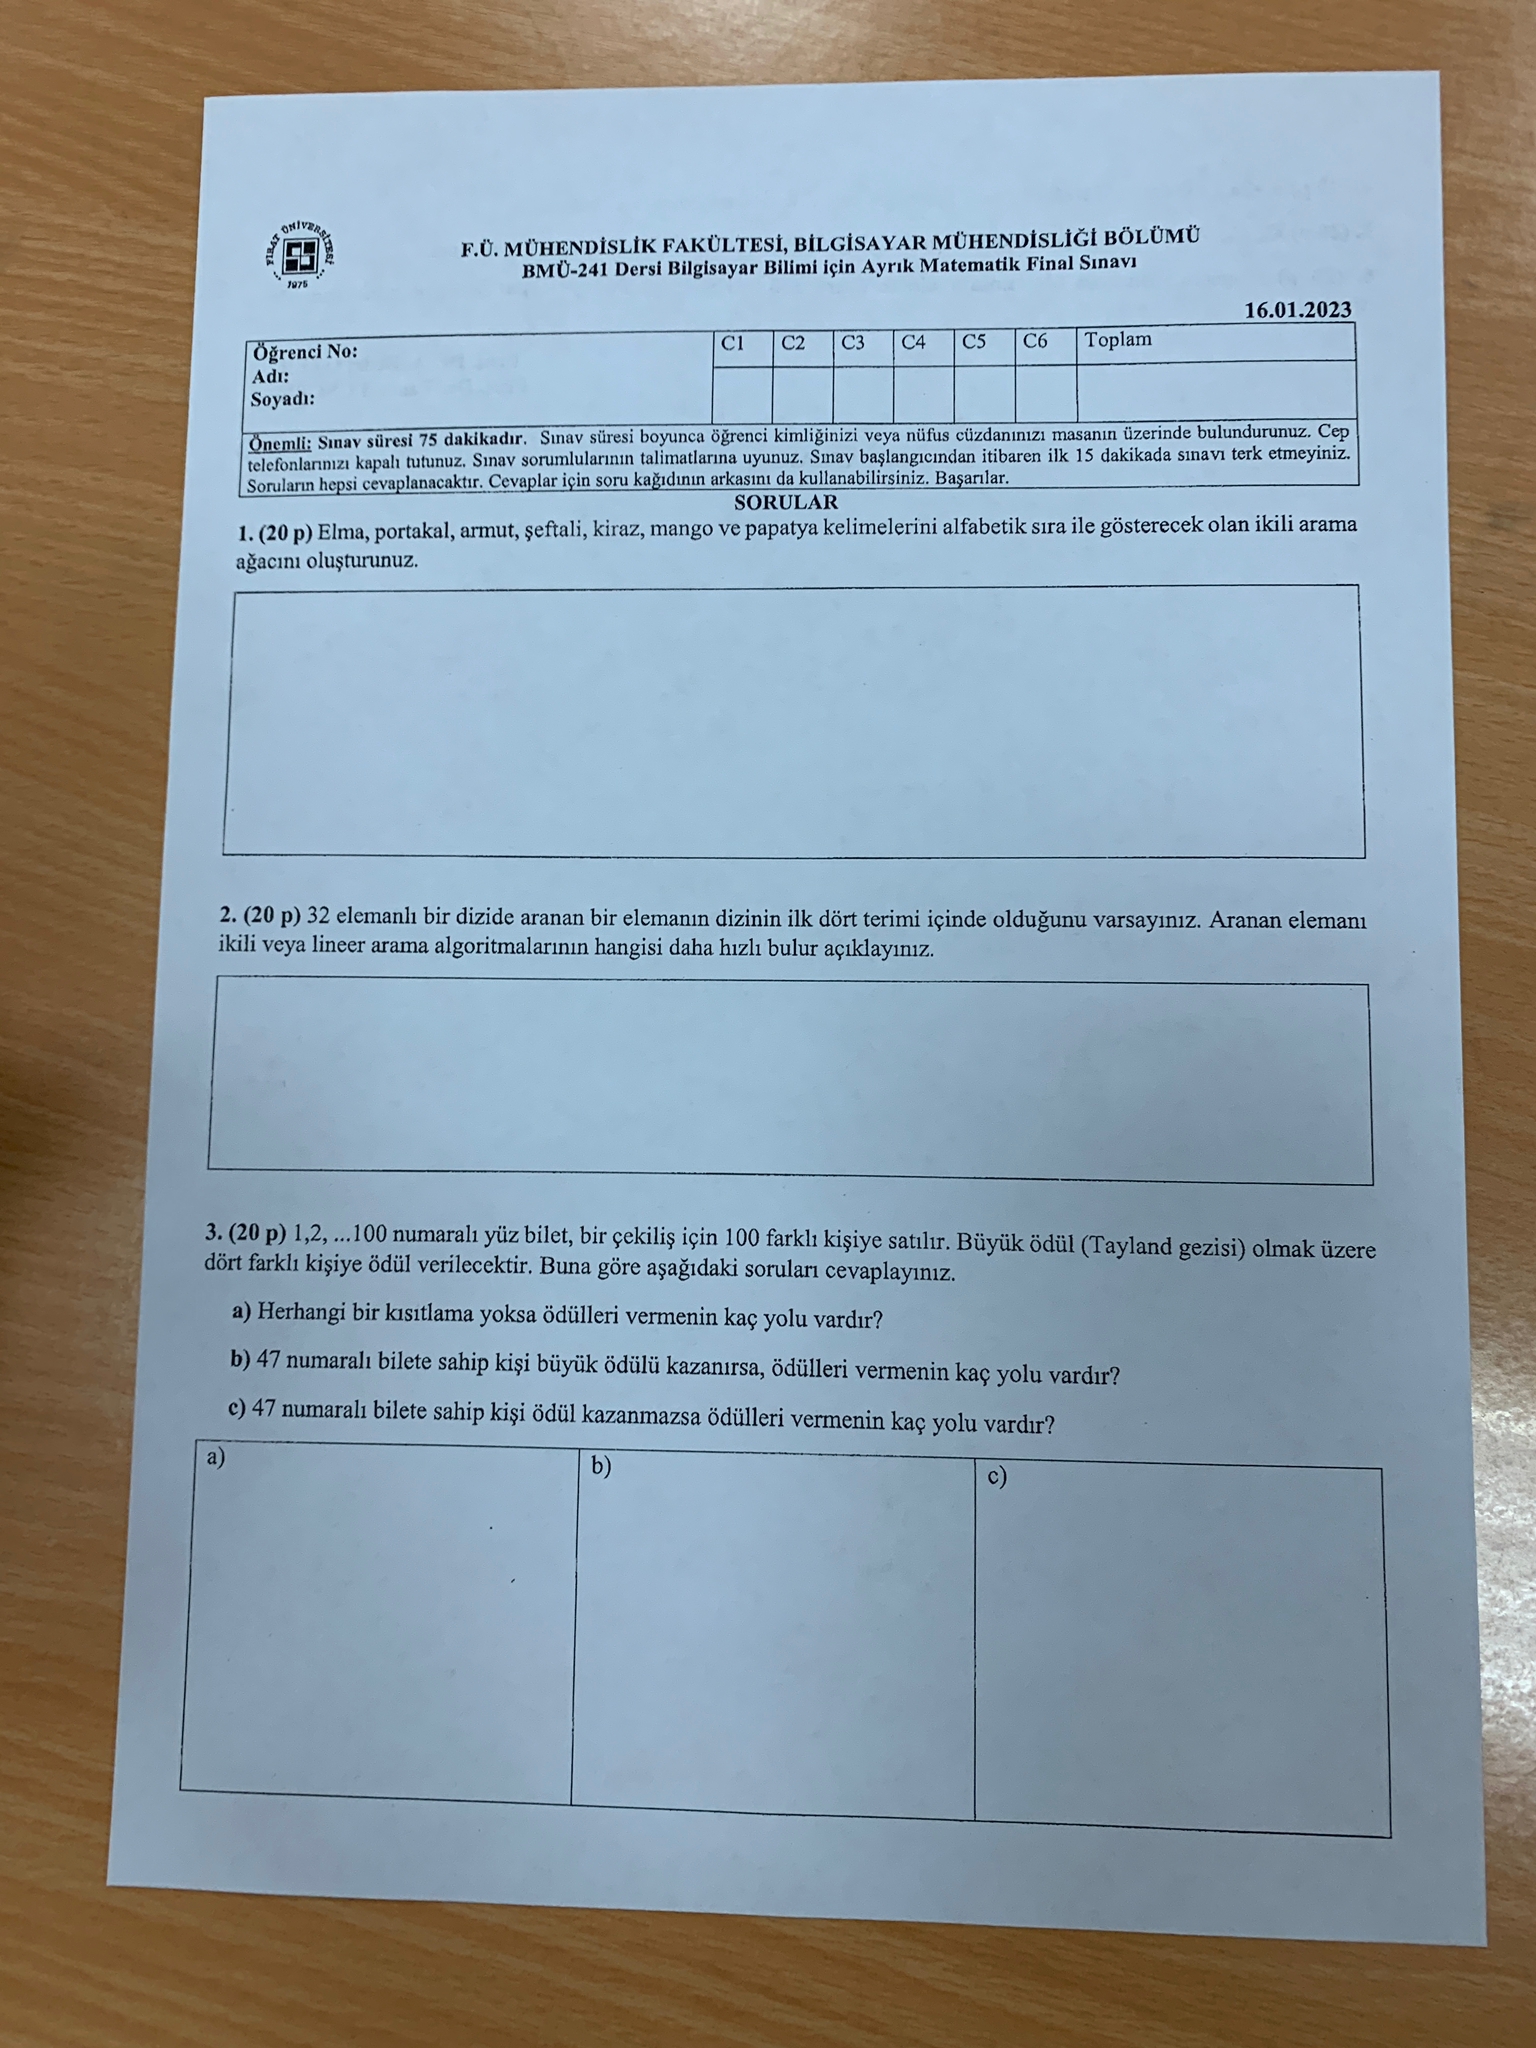 FIRAT ÜNİVERSİTESİ
1975
F.Ü. MÜHENDİSLİK FAKÜLTESİ, BİLGİSAYAR MÜHENDİSLİĞİ BÖLÜMÜ
BMÜ-241 Dersi Bilgisayar Bilimi için Ayrık Matematik Final Sınavı
16.01.2023
Öğrenci No:
Adı:
Soyadı:
C1 C2 C3 C4 C5 C6 Toplam
Önemli: Sınav süresi 75 dakikadır. Sınav süresi boyunca öğrenci kimliğinizi veya nüfus cüzdanınızı masanın üzerinde bulundurunuz. Cep
telefonlarınızı kapalı tutunuz. Sınav sorumlularının talimatlarına uyunuz. Sınav başlangıcından itibaren ilk 15 dakikada sınavı terk etmeyiniz.
Soruların hepsi cevaplanacaktır. Cevaplar için soru kağıdının arkasını da kullanabilirsiniz. Başarılar.
SORULAR
1. (20 p) Elma, portakal, armut, şeftali, kiraz, mango ve papatya kelimelerini alfabetik sıra ile gösterecek olan ikili arama
ağacını oluşturunuz.
2. (20 p) 32 elemanlı bir dizide aranan bir elemanın dizinin ilk dört terimi içinde olduğunu varsayınız. Aranan elemanı
ikili veya lineer arama algoritmalarının hangisi daha hızlı bulur açıklayınız.
3. (20 p) 1,2, ...100 numaralı yüz bilet, bir çekiliş için 100 farklı kişiye satılır. Büyük ödül (Tayland gezisi) olmak üzere
dört farklı kişiye ödül verilecektir. Buna göre aşağıdaki soruları cevaplayınız.
a) Herhangi bir kısıtlama yoksa ödülleri vermenin kaç yolu vardır?
b) 47 numaralı bilete sahip kişi büyük ödülü kazanırsa, ödülleri vermenin kaç yolu vardır?
c) 47 numaralı bilete sahip kişi ödül kazanmazsa ödülleri vermenin kaç yolu vardır?
a) b) c)